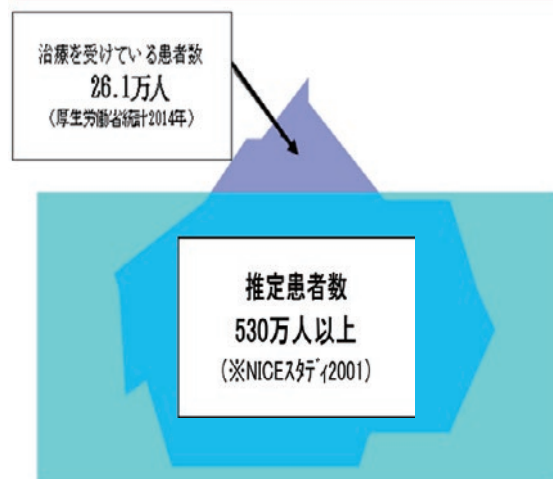 治療を受けている患者数
26.1万人
(厚生労働省統計2014年)
推定患者数
530万人以上
(※NICEスタディ2001)